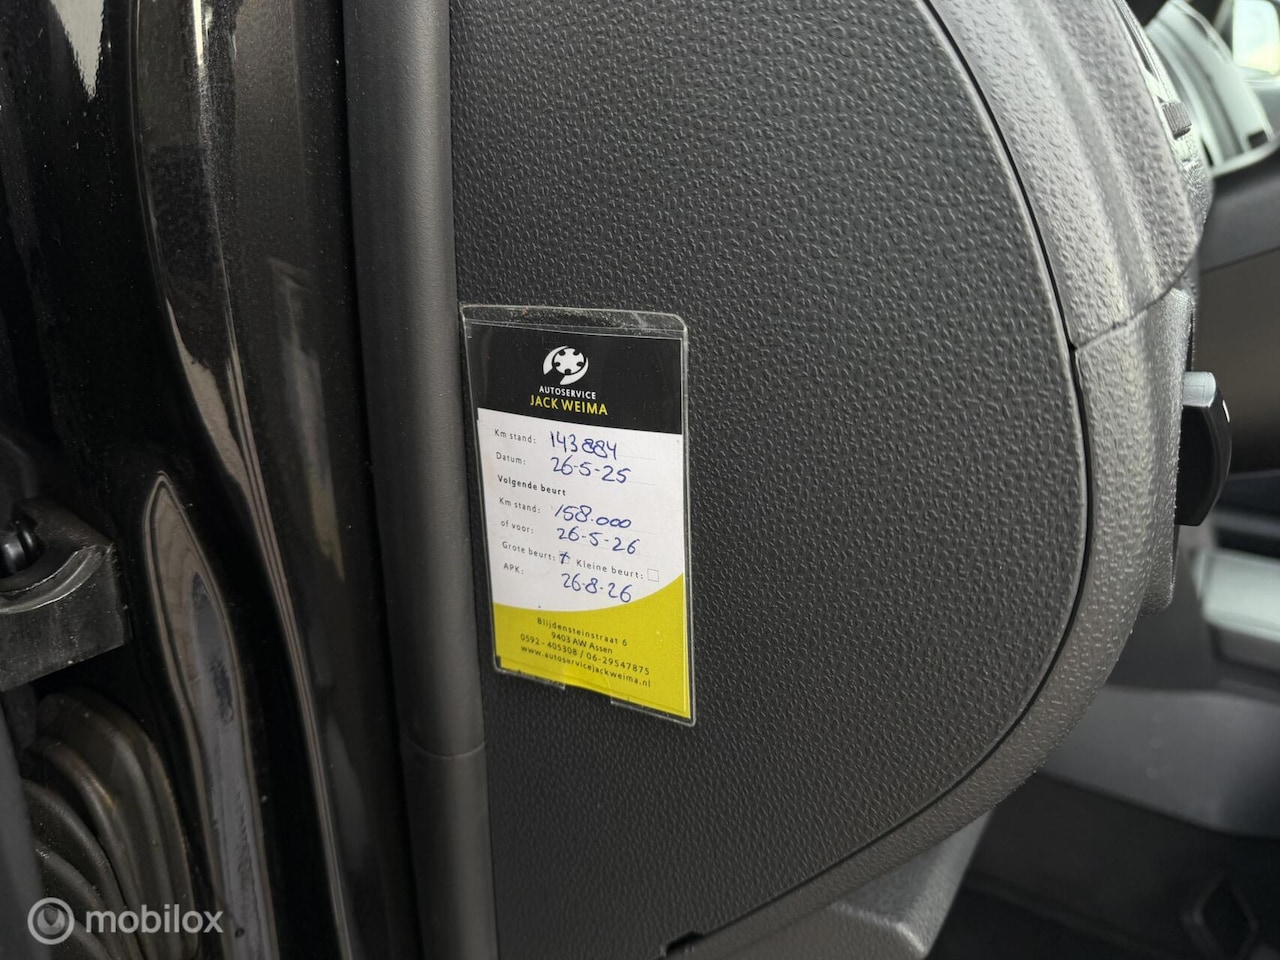 AUTOSERVICE
JACK WEIMA
Km stand: 143884
Datum: 26-5-25
Volgende beurt
Km stand: 158.000
of voor: 26-5-26
Grote beurt: x Kleine beurt:
APK: 26-8-26
Blijdensteinstraat 6
9403 AW Assen
0592 - 405308 / 06-29547875
www.autoservicejackweima.nl
mobilox